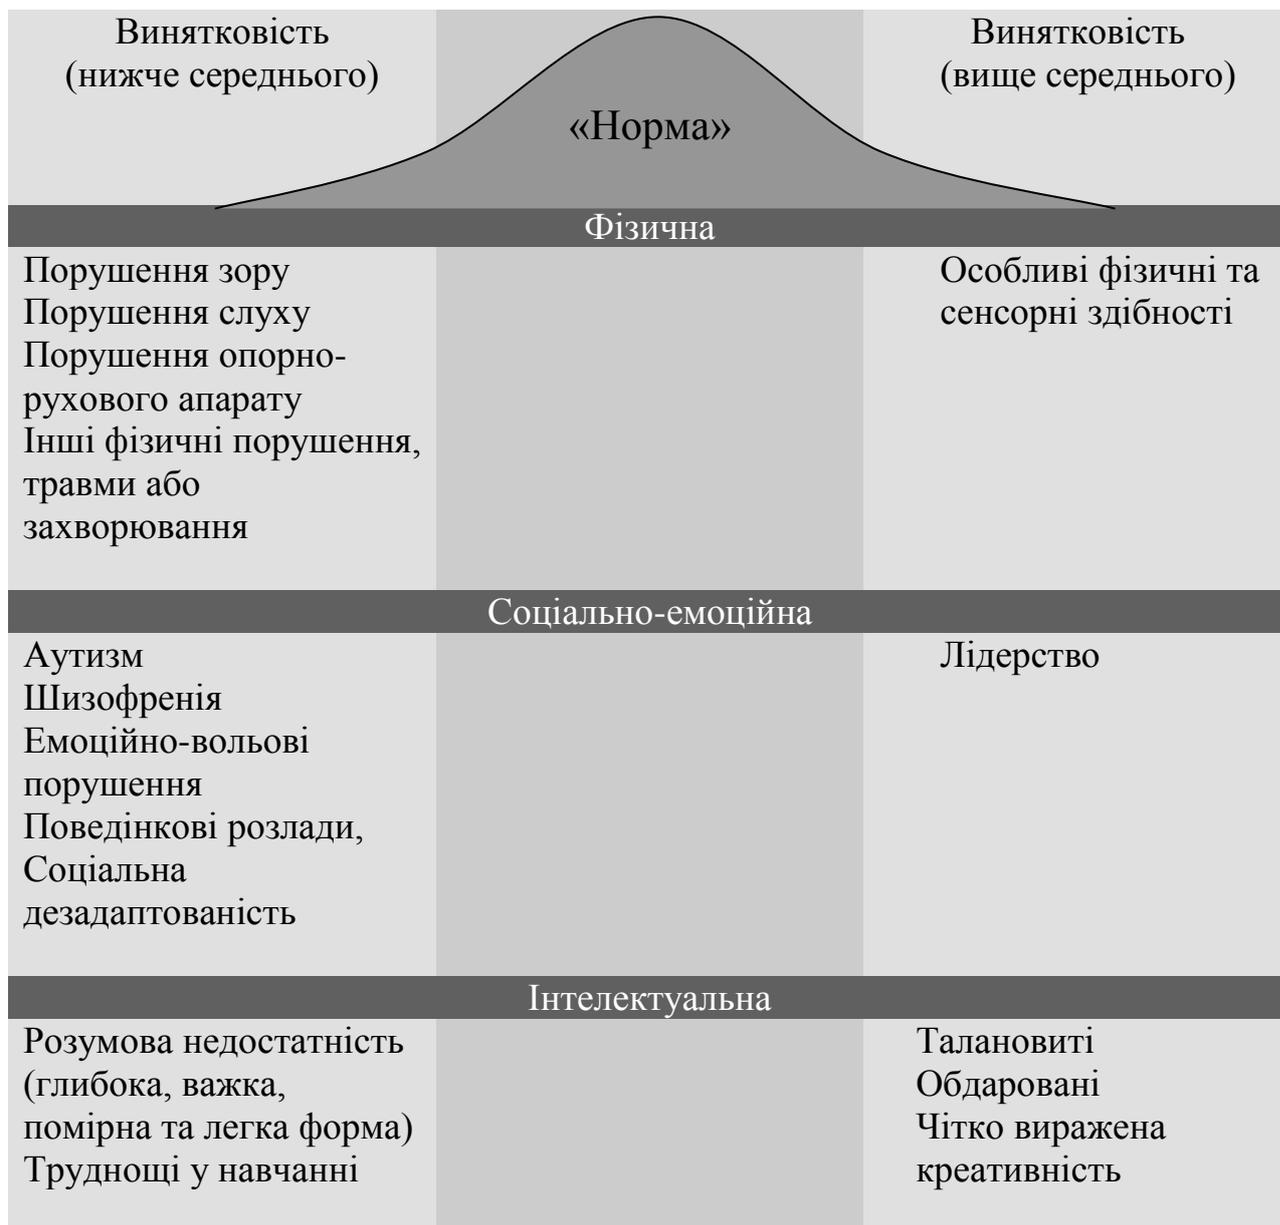 Винятковість
(нижче середнього)
«Норма»
Винятковість
(вище середнього)
Фізична
Порушення зору
Порушення слуху
Порушення опорно-
рухового апарату
Інші фізичні порушення,
травми або
захворювання
Особливі фізичні та
сенсорні здібності
Соціально-емоційна
Аутизм
Шизофренія
Емоційно-вольові
порушення
Поведінкові розлади,
Соціальна
дезадаптованість
Лідерство
Інтелектуальна
Розумова недостатність
(глибока, важка,
помірна та легка форма)
Труднощі у навчанні
Талановиті
Обдаровані
Чітко виражена
креативність